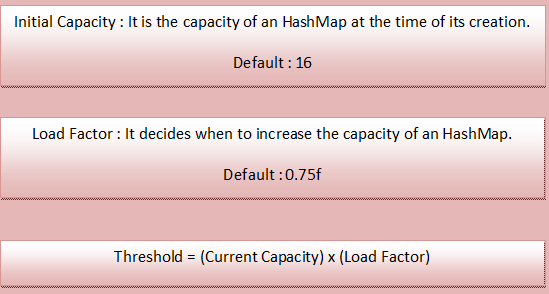 Initial Capacity : It is the capacity of an HashMap at the time of its creation.
Default : 16
Load Factor : It decides when to increase the capacity of an HashMap.
Default : 0.75f
Threshold = (Current Capacity) x (Load Factor)